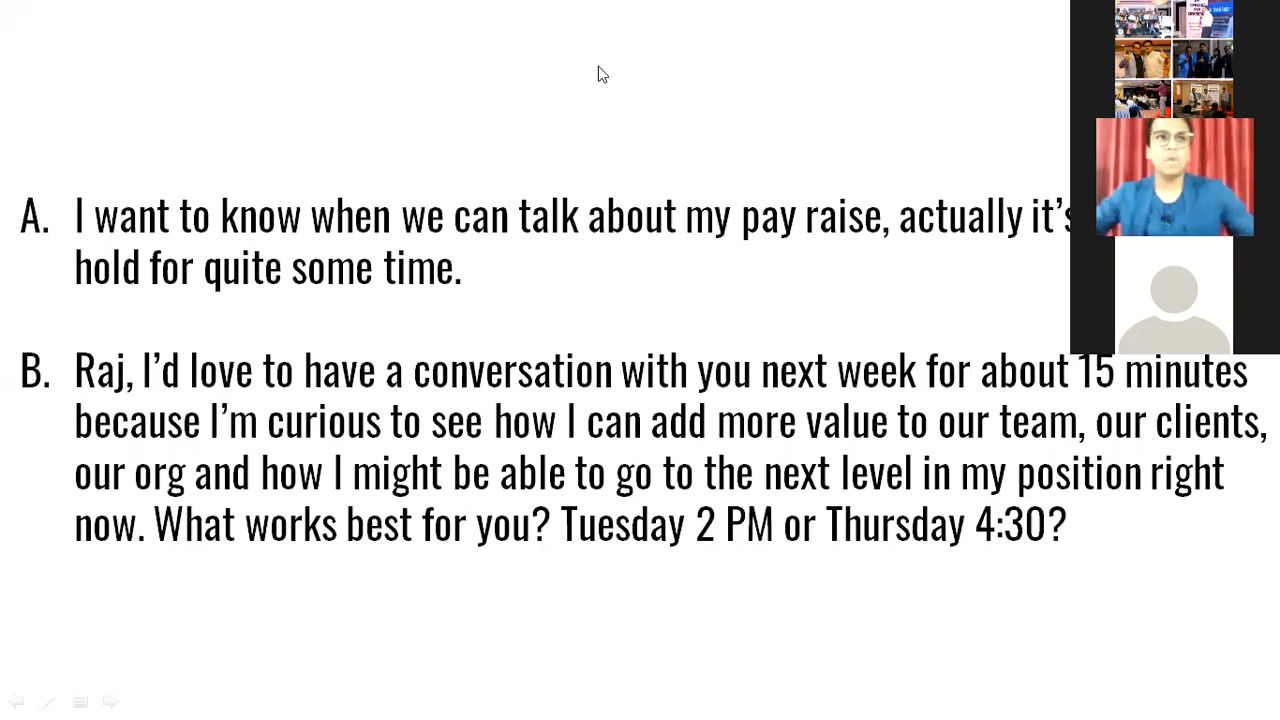 A. I want to know when we can talk about my pay raise, actually it's
hold for quite some time.
B. Raj, I'd love to have a conversation with you next week for about 15 minutes
because I'm curious to see how I can add more value to our team, our clients,
our org and how I might be able to go to the next level in my position right
now. What works best for you? Tuesday 2 PM or Thursday 4:30?